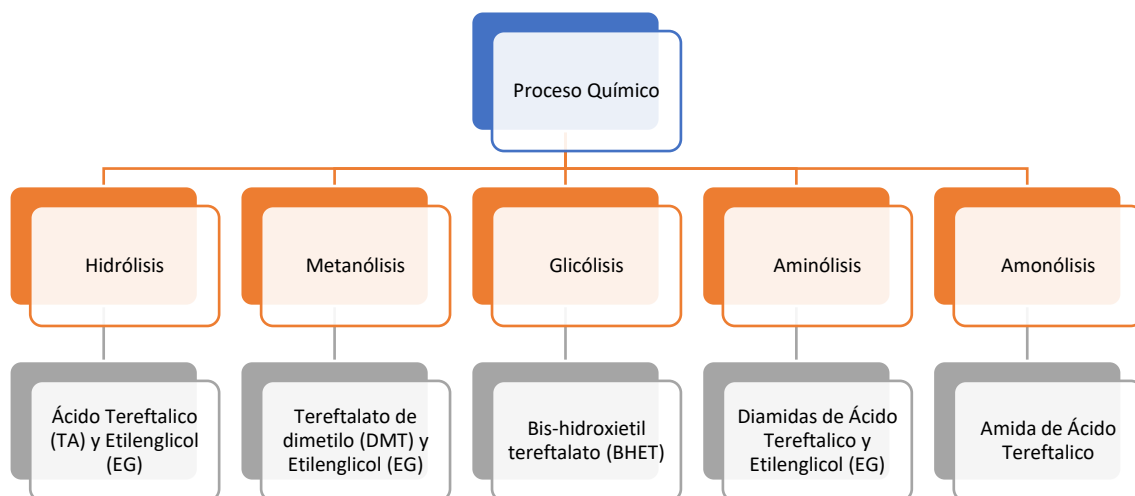 Proceso Químico
Hidrólisis
Metanólisis
Glicólisis
Aminólisis
Amonólisis
Ácido Tereftalico
(TA) y Etilenglicol
(EG)
Tereftalato de
dimetilo (DMT) y
Etilenglicol (EG)
Bis-hidroxietil
tereftalato (BHET)
Diamidas de Ácido
Tereftalico y
Etilenglicol (EG)
Amida de Ácido
Tereftalico